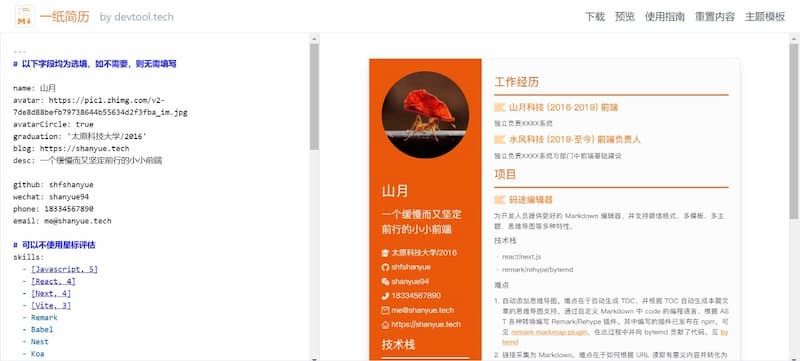 一纸简历 by devtool.tech
下载 预览 使用指南 重置内容 主题模板
---
# 以下字段均为选填，如不需要，则无需填写
name: 山月
avatar: https://pic1.zhimg.com/v2-
7de8d88befb79738644b55634d2f3fba_im.jpg
avatarCircle: true
graduation: '太原科技大学/2016'
blog: https://shanyue.tech
desc: 一个缓慢而又坚定前行的小小前端
github: shfshanyue
wechat: shanyue94
phone: 18334567890
email: me@shanyue.tech
# 可以不使用星标评估
skills:
- [Javascript, 5]
- [React, 4]
- [Next, 4]
- [Vite, 3]
- Remark
- Babel
- Nest
- Koa
山月
一个缓慢而又坚定
前行的小小前端
太原科技大学/2016
shfshanyue
shanyue94
18334567890
me@shanyue.tech
https://shanyue.tech
技术栈
工作经历
山月科技 (2016-2019) 前端
独立负责XXXX系统
水风科技 (2019-至今) 前端负责人
独立负责XXXX系统与部门中前端基础建设
项目
码途编辑器
为开发人员提供更好的 Markdown 编辑器，并支持微信格式、多模板、多主
题、思维导图等多种特性。
技术栈
react/next.js
remark/rehype/bytemd
难点
1. 自动添加思维导图。难点在于自动生成 TOC，并根据 TOC 自动生成本篇文
章的思维导图支持。通过自定义 Markdown 中 code 的编程语言，根据 AS
T 各种转换编写 Remark/Rehype 插件。其中编写的插件已发布在 npm，可
见 remark-markmap-plugin，在此过程中并向 bytemd 贡献了代码，见 by
temd
2. 链接采集为 Markdown。难点在于如何根据 URL 读取有意义内容并转化为